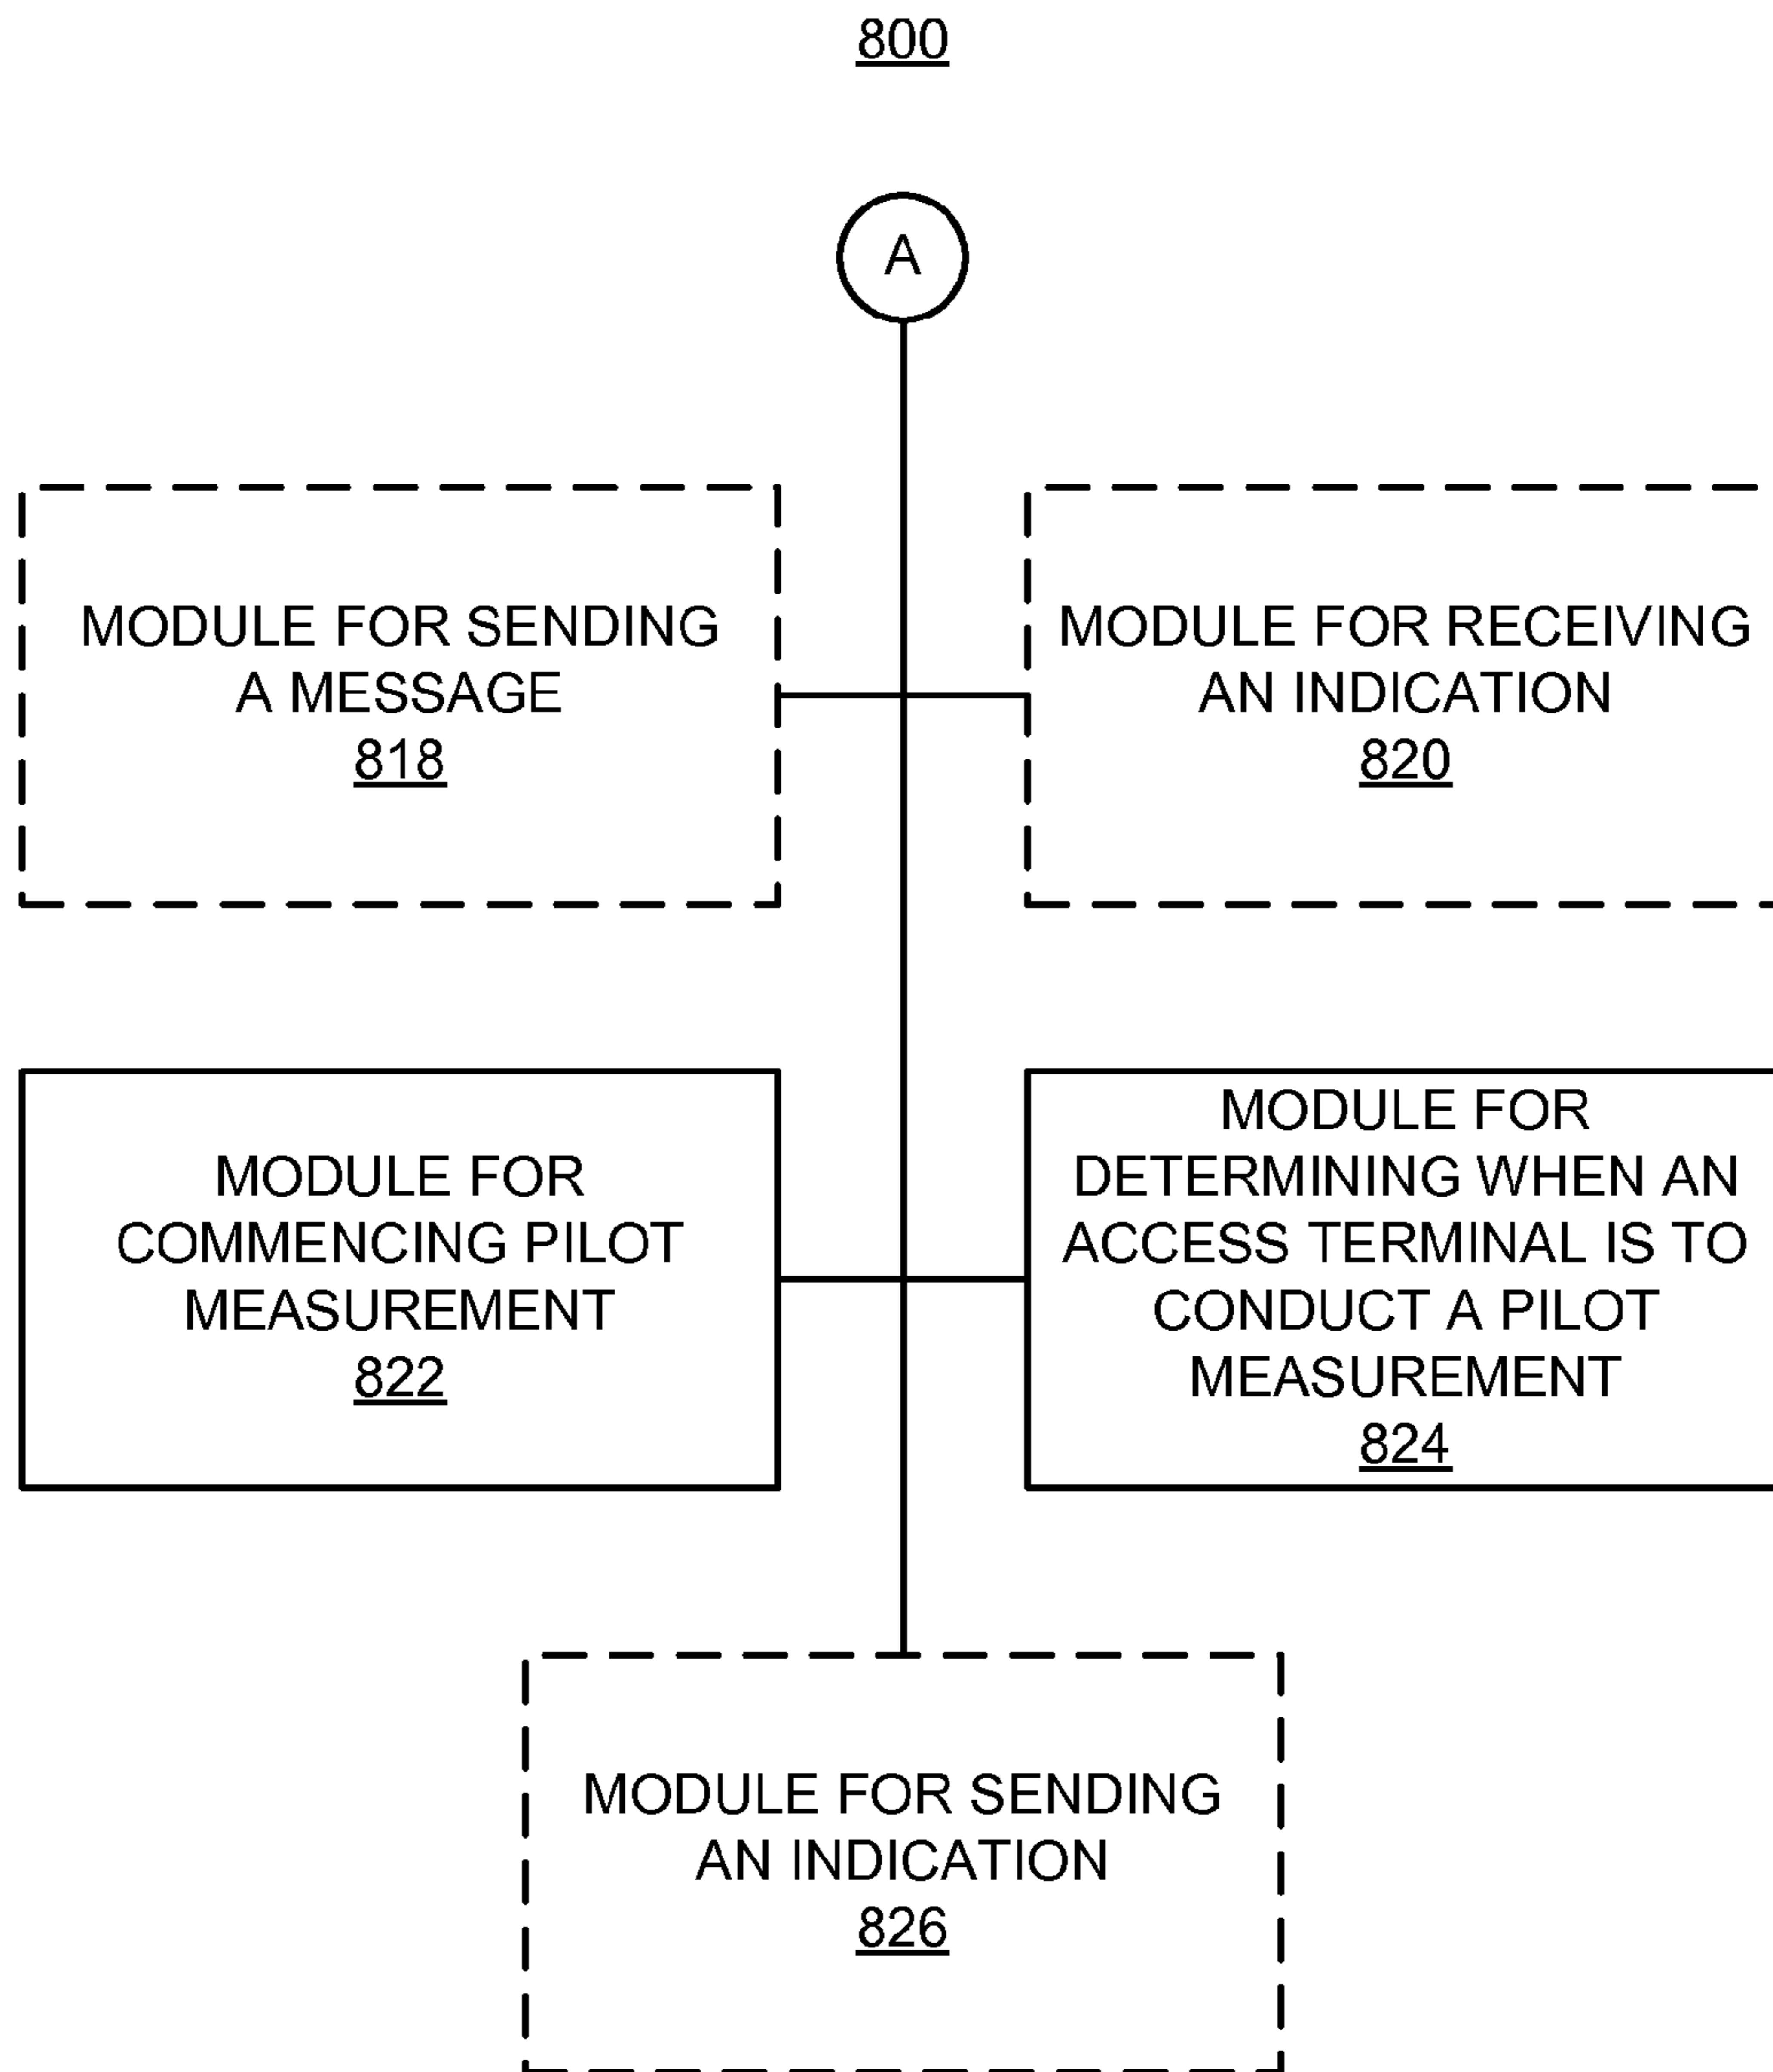 800
A
MODULE FOR SENDING
A MESSAGE
818
MODULE FOR RECEIVING
AN INDICATION
820
MODULE FOR
COMMENCING PILOT
MEASUREMENT
822
MODULE FOR
DETERMINING WHEN AN
ACCESS TERMINAL IS TO
CONDUCT A PILOT
MEASUREMENT
824
MODULE FOR SENDING
AN INDICATION
826